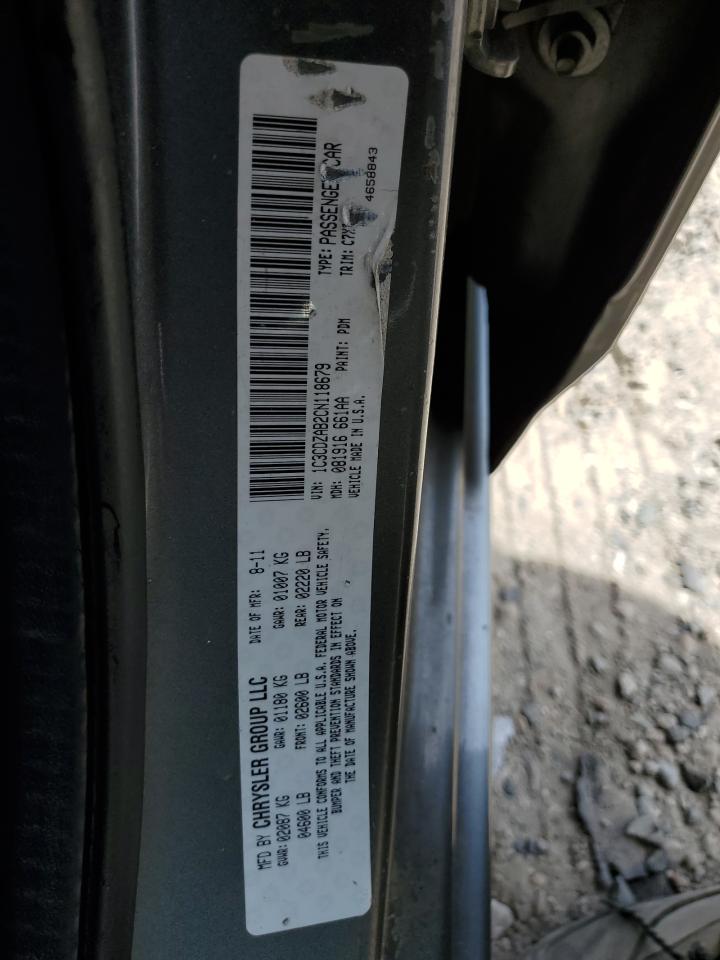 MFD BY CHRYSLER GROUP LLC
DATE OF MFR: 8-11
GVWR: 02087 KG
GAWR: 01180 KG
GAWR: 01007 KG
04600 LB
FRONT: 02600 LB
REAR: 02220 LB
THIS VEHICLE CONFORMS TO ALL APPLICABLE U.S.A. FEDERAL MOTOR VEHICLE SAFETY,
BUMPER AND THEFT PREVENTION STANDARDS IN EFFECT ON
THE DATE OF MANUFACTURE SHOWN ABOVE.
VIN: 1C3CDZAB2CN118679
TYPE: PASSENGER CAR
MDH: 081916 661AA
PAINT: PDM
TRIM:
VEHICLE MADE IN U.S.A.
4658843